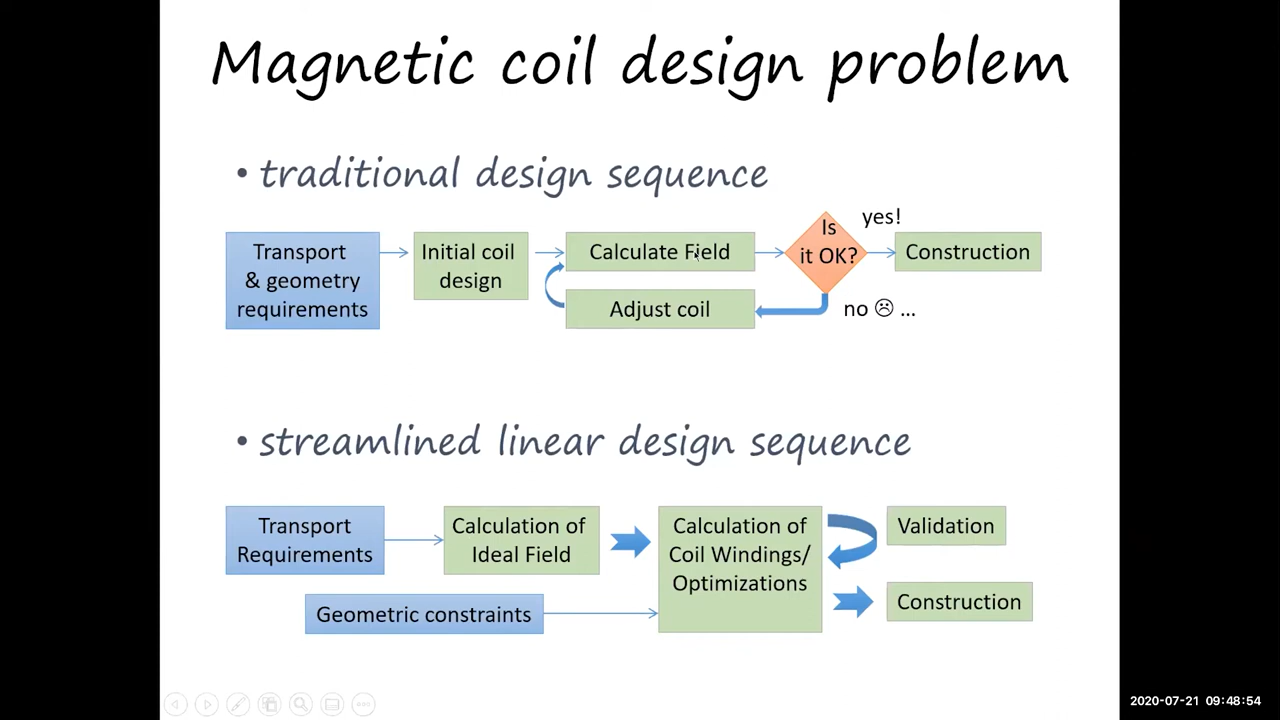 Magnetic coil design problem
• traditional design sequence
Transport
& geometry
requirements
Initial coil
design
Calculate Field
Adjust coil
Is
it OK?
yes!
no ☹ ...
Construction
• streamlined linear design sequence
Transport
Requirements
Calculation of
Ideal Field
Geometric constraints
Calculation of
Coil Windings/
Optimizations
Validation
Construction
2020-07-21 09:48:54